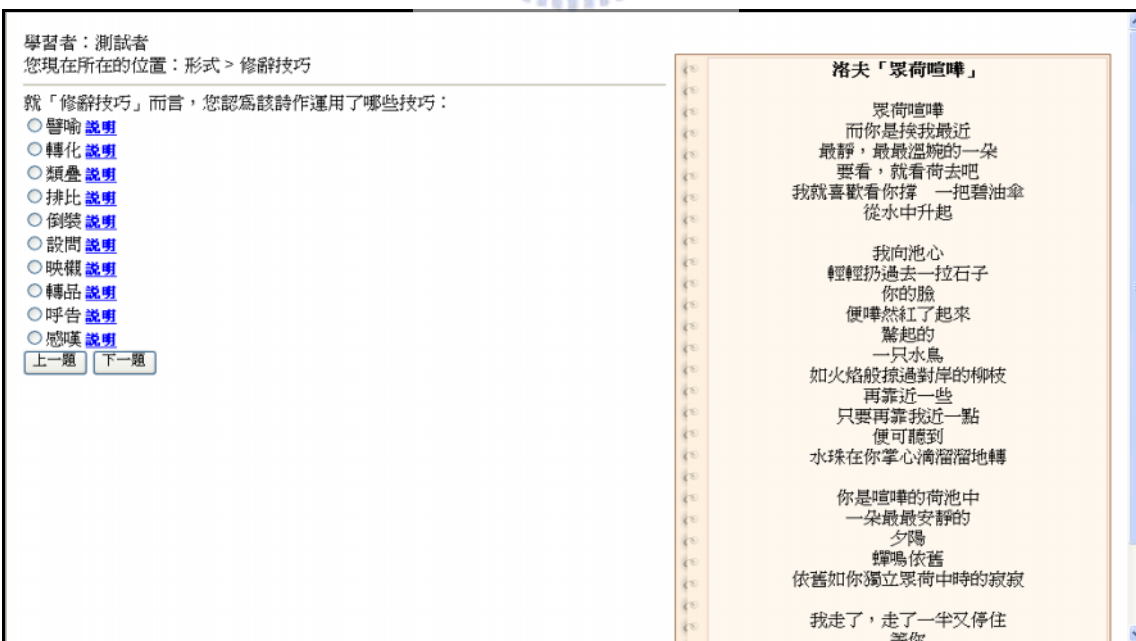 學習者：測試者
您現在所在的位置：形式 > 修辭技巧
就「修辭技巧」而言，您認為該詩作運用了哪些技巧：
譬喻 說明
轉化 說明
類疊 說明
排比 說明
倒裝 說明
設問 說明
映襯 說明
轉品 說明
呼告 說明
感嘆 說明
上一題 下一題
洛夫「眾荷喧嘩」
眾荷喧嘩
而你是挨我最近
最靜，最最溫婉的一朵
要看，就看荷去吧
我就喜歡看你撐　一把碧油傘
從水中升起
我向池心
輕輕扔過去一拉石子
你的臉
便嘩然紅了起來
驚起的
一只水鳥
如火焰般掠過對岸的柳枝
再靠近一些
只要再靠我近一點
便可聽到
水珠在你掌心滴溜溜地轉
你是喧嘩的荷池中
一朵最最安靜的
夕陽
蟬鳴依舊
依舊如你獨立眾荷中時的寂寂
我走了，走了一半又停住
等你